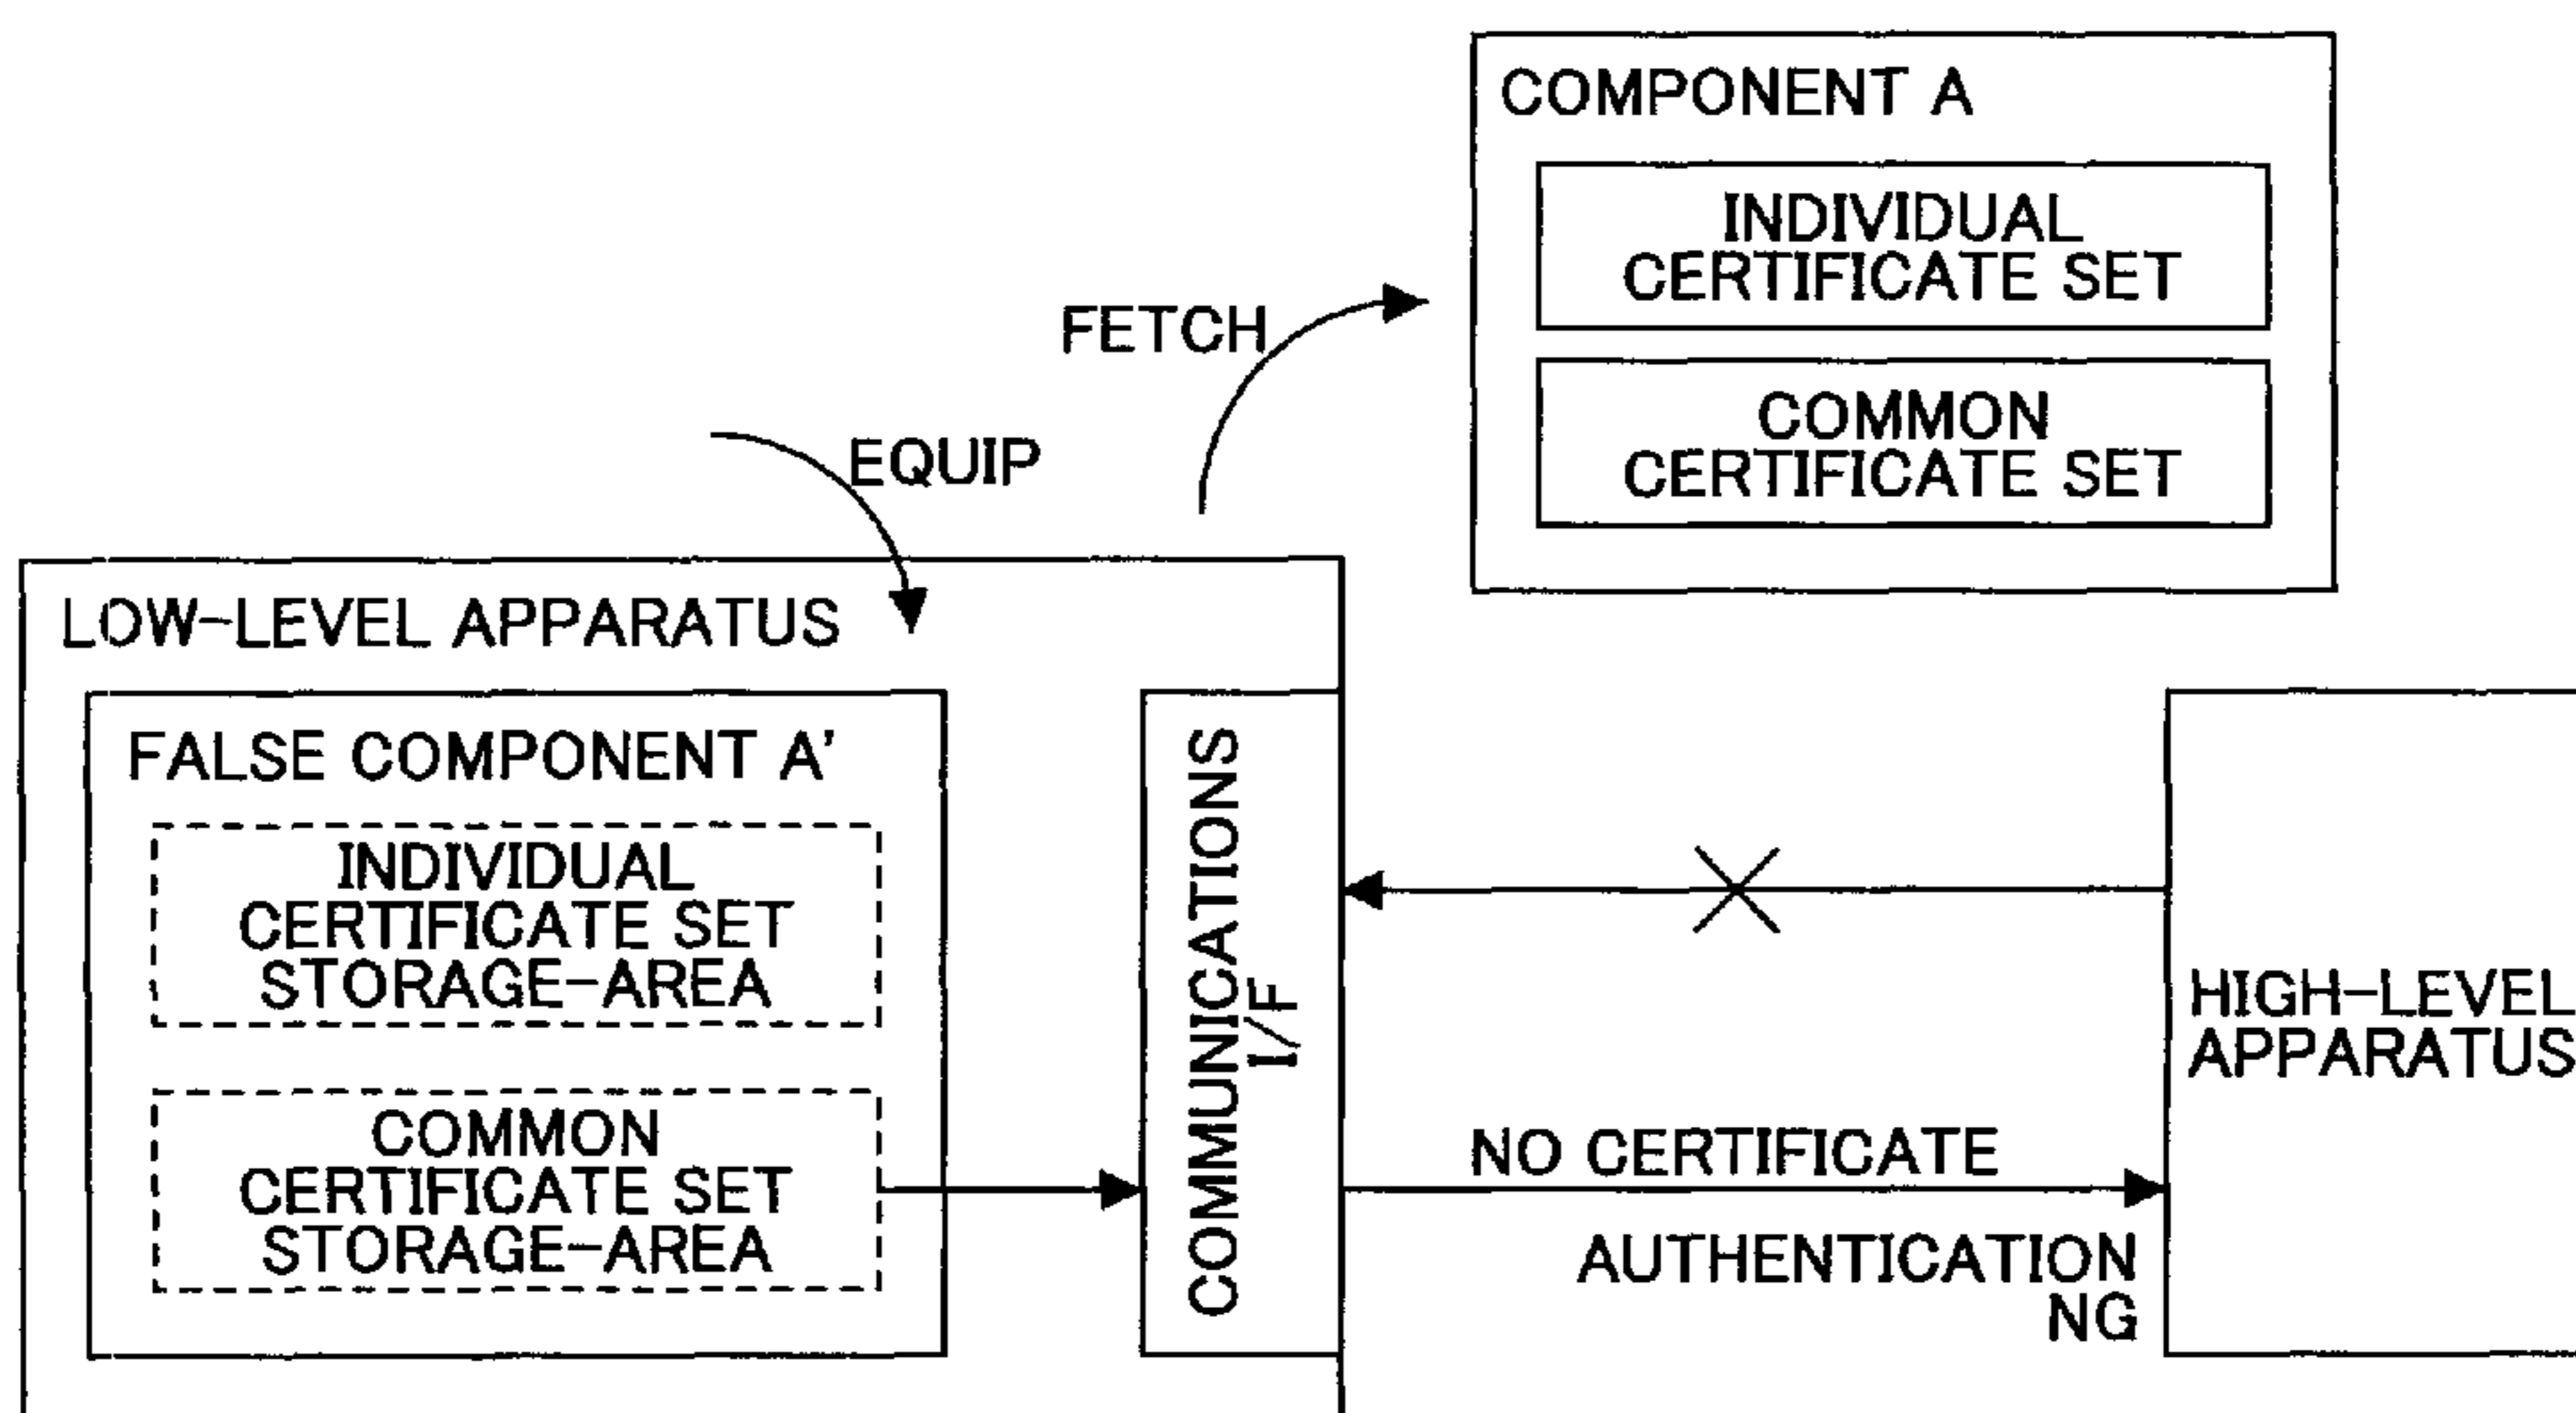 COMPONENT A
INDIVIDUAL
CERTIFICATE SET
COMMON
CERTIFICATE SET
FETCH
EQUIP
LOW-LEVEL APPARATUS
FALSE COMPONENT A'
INDIVIDUAL
CERTIFICATE SET
STORAGE-AREA
COMMON
CERTIFICATE SET
STORAGE-AREA
COMMUNICATIONS
I/F
NO CERTIFICATE
AUTHENTICATION
NG
HIGH-LEVEL
APPARATUS